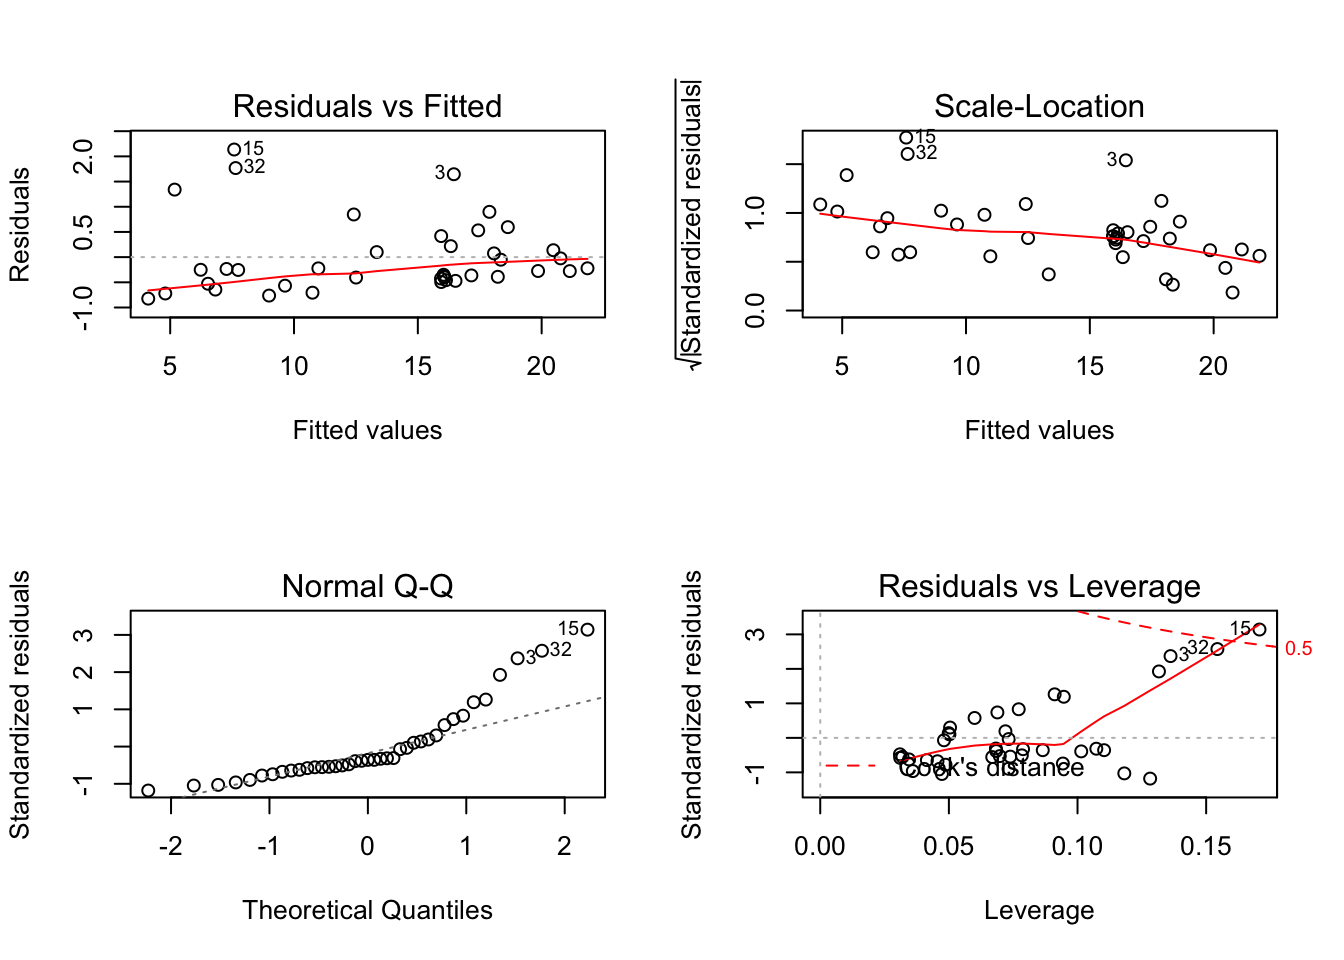 Residuals vs Fitted
Residuals
2.0
0.5
-1.0
15
32
3
5 10 15 20
Fitted values
Scale-Location
√|Standardized residuals|
1.0
0.0
15
32
3
5 10 15 20
Fitted values
Normal Q-Q
Standardized residuals
3
2
1
-1
15
32
3
-2 -1 0 1 2
Theoretical Quantiles
Residuals vs Leverage
Standardized residuals
3
1
-1
15
32
3
0.5
Cook's distance
0.00 0.05 0.10 0.15
Leverage